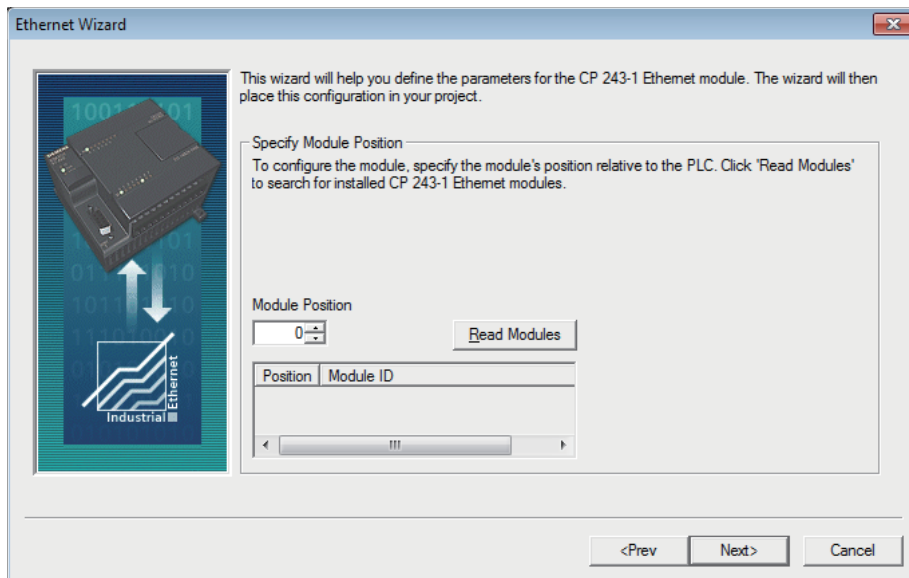 Ethernet Wizard
This wizard will help you define the parameters for the CP 243-1 Ethernet module. The wizard will then
place this configuration in your project.
Specify Module Position
To configure the module, specify the module's position relative to the PLC. Click 'Read Modules'
to search for installed CP 243-1 Ethernet modules.
Module Position
0
Read Modules
Position Module ID
Industrial
Ethernet
<Prev
Next>
Cancel